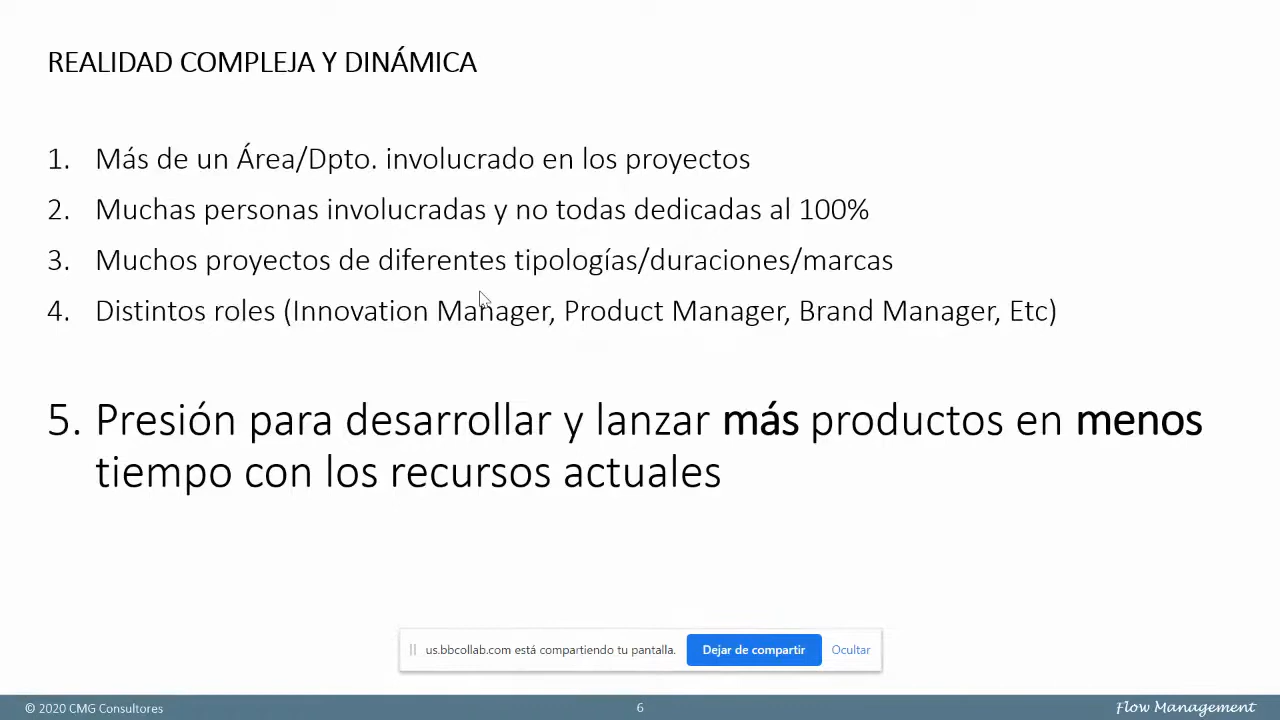 REALIDAD COMPLEJA Y DINÁMICA
1. Más de un Área/Dpto. involucrado en los proyectos
2. Muchas personas involucradas y no todas dedicadas al 100%
3. Muchos proyectos de diferentes tipologías/duraciones/marcas
4. Distintos roles (Innovation Manager, Product Manager, Brand Manager, Etc)
5. Presión para desarrollar y lanzar más productos en menos
tiempo con los recursos actuales
us.bbcollab.com está compartiendo tu pantalla. Dejar de compartir Ocultar
© 2020 CMG Consultores 6 Flow Management